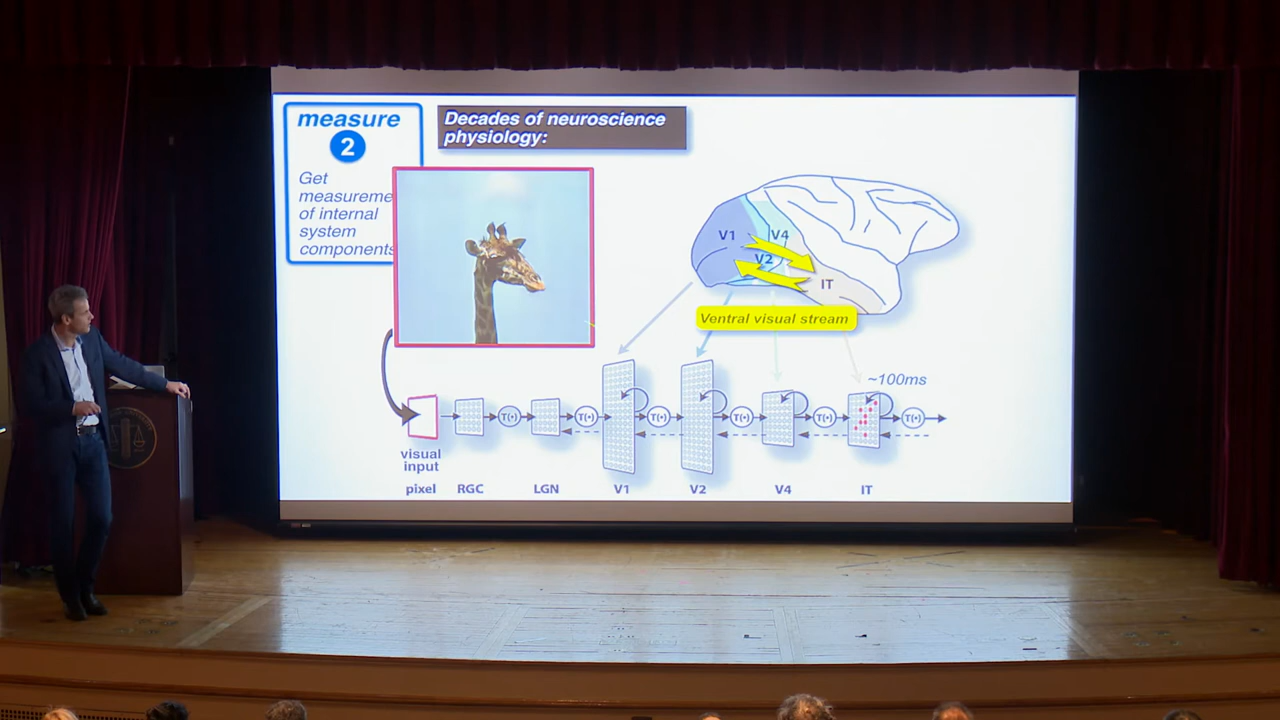 measure
2
Get
measureme
of internal
system
components
Decades of neuroscience
physiology:
V1
V4
V2
IT
Ventral visual stream
~100ms
T(•)
T(•)
T(•)
T(•)
T(•)
T(•)
visual
input
pixel
RGC
LGN
V1
V2
V4
IT